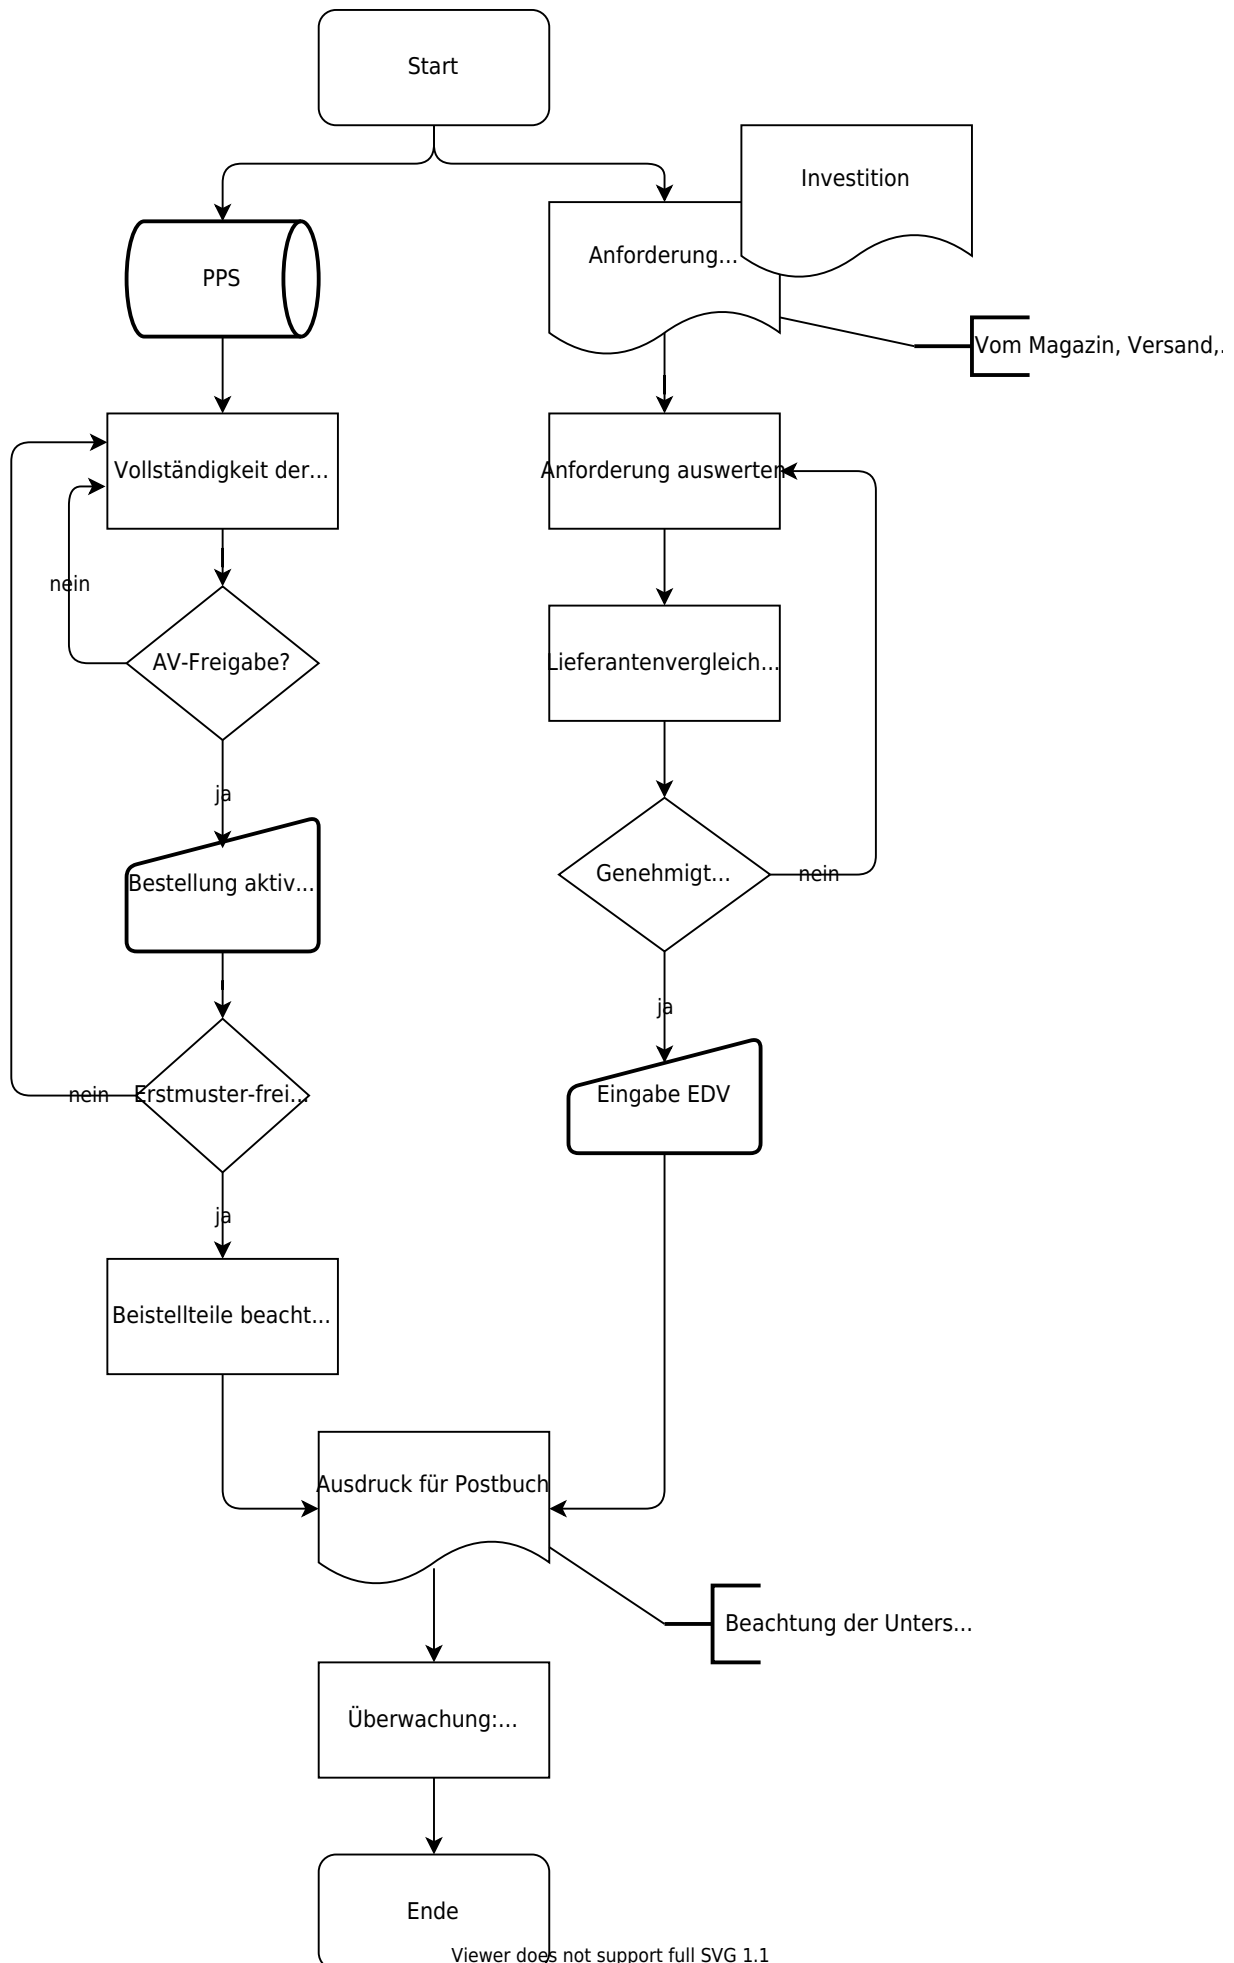 Start
Investition
Anforderung...
PPS
Vom Magazin, Versand,.
Vollständigkeit der...
Anforderung auswerten
nein
AV-Freigabe?
Lieferantenvergleich...
ja
Bestellung aktiv...
Genehmigt...
nein
ja
nein
Erstmuster-frei...
Eingabe EDV
ja
Beistellteile beacht...
Ausdruck für Postbuch
Beachtung der Unters...
Überwachung:...
Ende
Viewer does not support full SVG 1.1